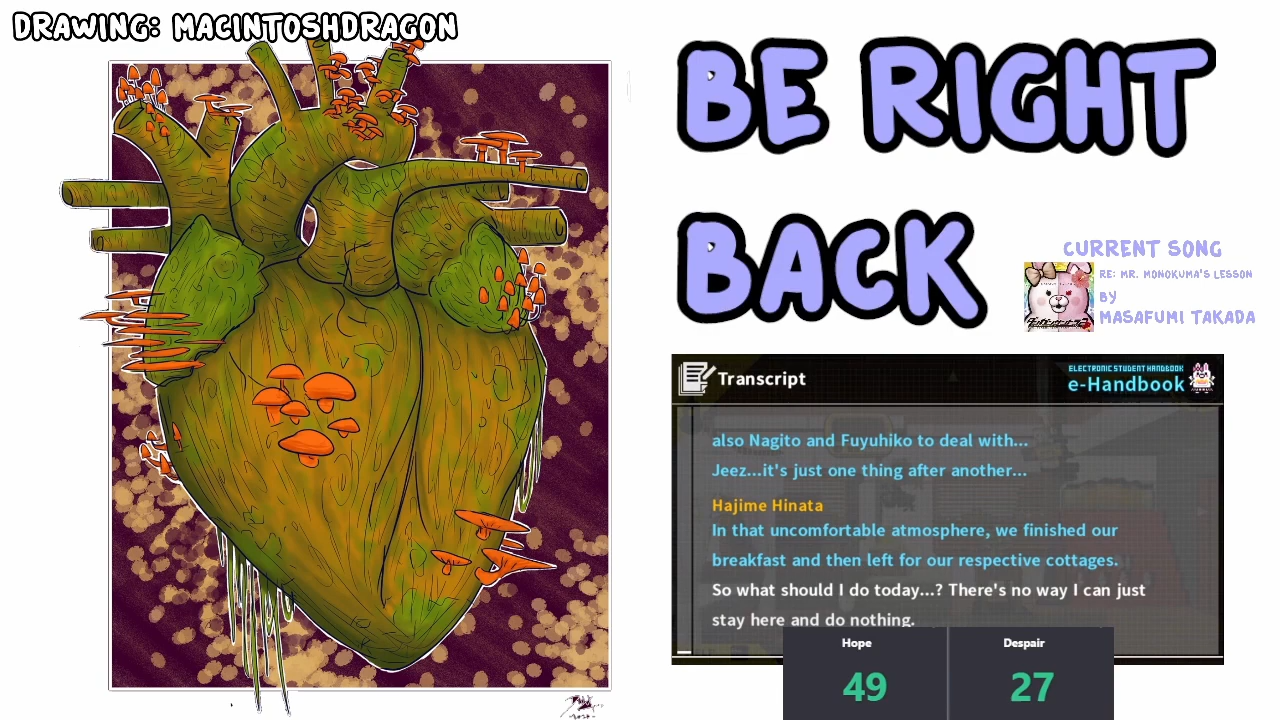 DRAWING: MACINTOSHDRAGON
BE RIGHT
BACK
CURRENT SONG
RE: MR. MONOKUMA'S LESSON
BY
MASAFUMI TAKADA
Transcript
ELECTRONIC STUDENT HANDBOOK
e-Handbook
also Nagito and Fuyuhiko to deal with...
Jeez...it's just one thing after another...
Hajime Hinata
In that uncomfortable atmosphere, we finished our
breakfast and then left for our respective cottages.
So what should I do today...? There's no way I can just
stay here and do nothing.
Hope
Despair
49
27